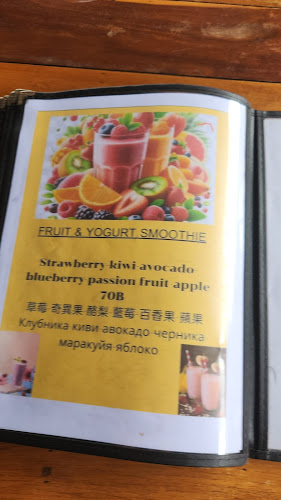 FRUIT & YOGURT SMOOTHIE
Strawberry-kiwi-avocado-
blueberry passion fruit apple
70B
草莓 奇異果 酪梨 藍莓 百香果 蘋果
Клубника киви-авокадо-черника
маракуйя-яблоко